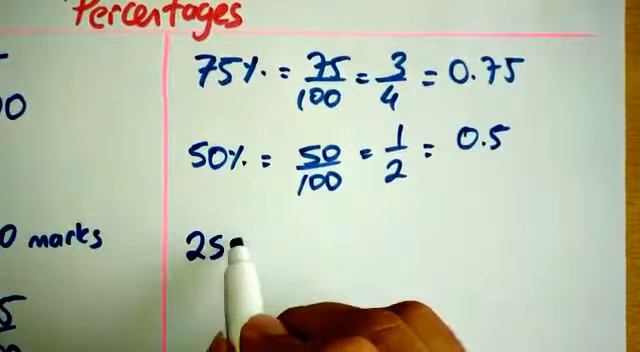 Percentages
75% = 75/100 = 3/4 = 0.75
50% = 50/100 = 1/2 = 0.5
0 marks
25